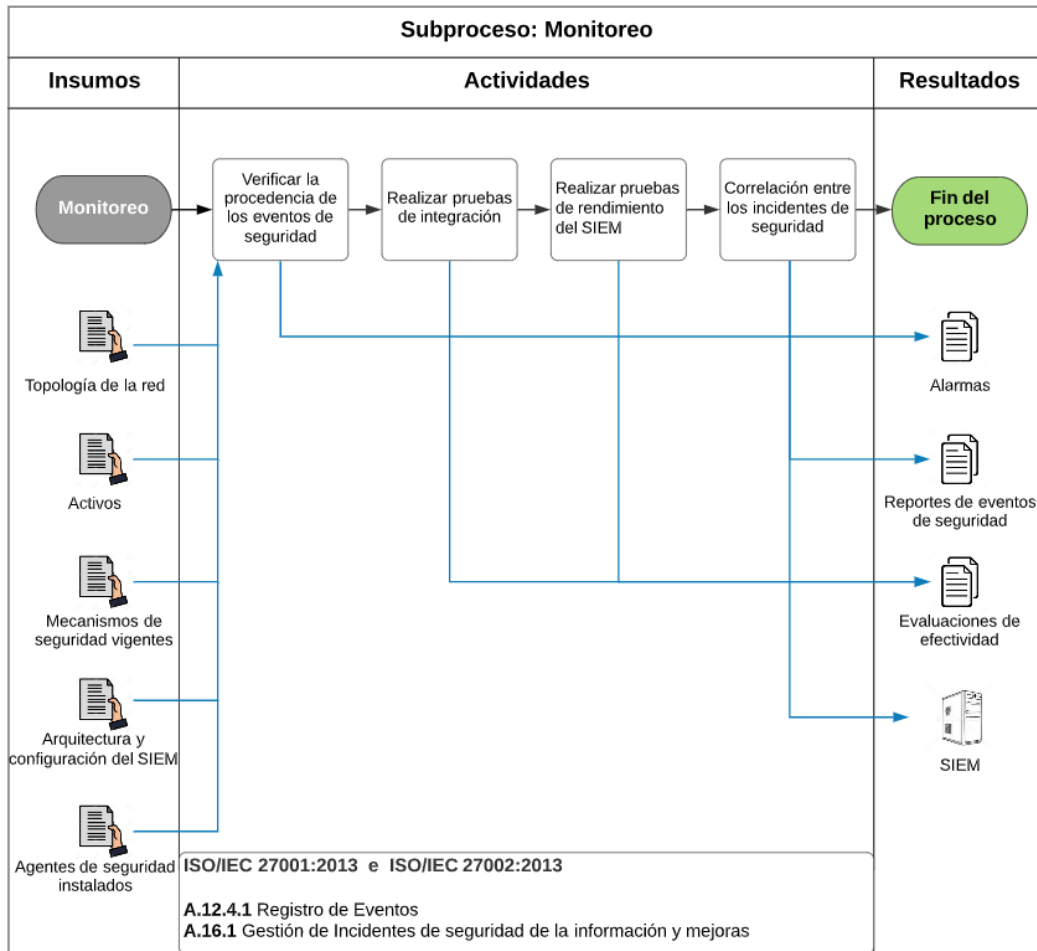 Subproceso: Monitoreo
Insumos
Actividades
Resultados
Monitoreo
Verificar la
procedencia de
los eventos de
seguridad
Realizar pruebas
de integración
Realizar pruebas
de rendimiento
del SIEM
Correlación entre
los incidentes de
seguridad
Fin del
proceso
Topología de la red
Alarmas
Activos
Reportes de eventos
de seguridad
Mecanismos de
seguridad vigentes
Evaluaciones de
efectividad
Arquitectura y
configuración del SIEM
SIEM
Agentes de seguridad
instalados
ISO/IEC 27001:2013 e ISO/IEC 27002:2013
A.12.4.1 Registro de Eventos
A.16.1 Gestión de Incidentes de seguridad de la información y mejoras